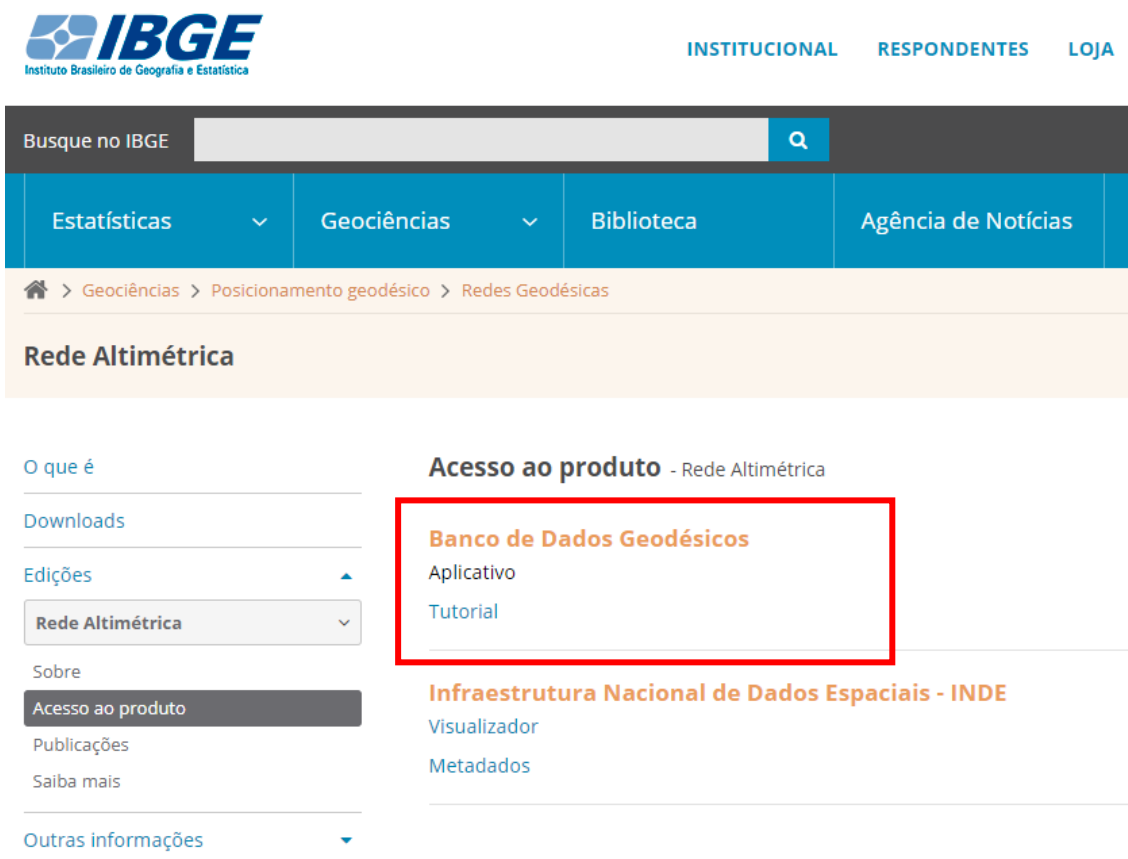 IBGE
Instituto Brasileiro de Geografia e Estatística
INSTITUCIONAL RESPONDENTES LOJA
Busque no IBGE
Estatísticas Geociências Biblioteca Agência de Notícias
> Geociências > Posicionamento geodésico > Redes Geodésicas
Rede Altimétrica
O que é
Downloads
Edições
Rede Altimétrica
Sobre
Acesso ao produto
Publicações
Saiba mais
Outras informações
Acesso ao produto - Rede Altimétrica
Banco de Dados Geodésicos
Aplicativo
Tutorial
Infraestrutura Nacional de Dados Espaciais - INDE
Visualizador
Metadados